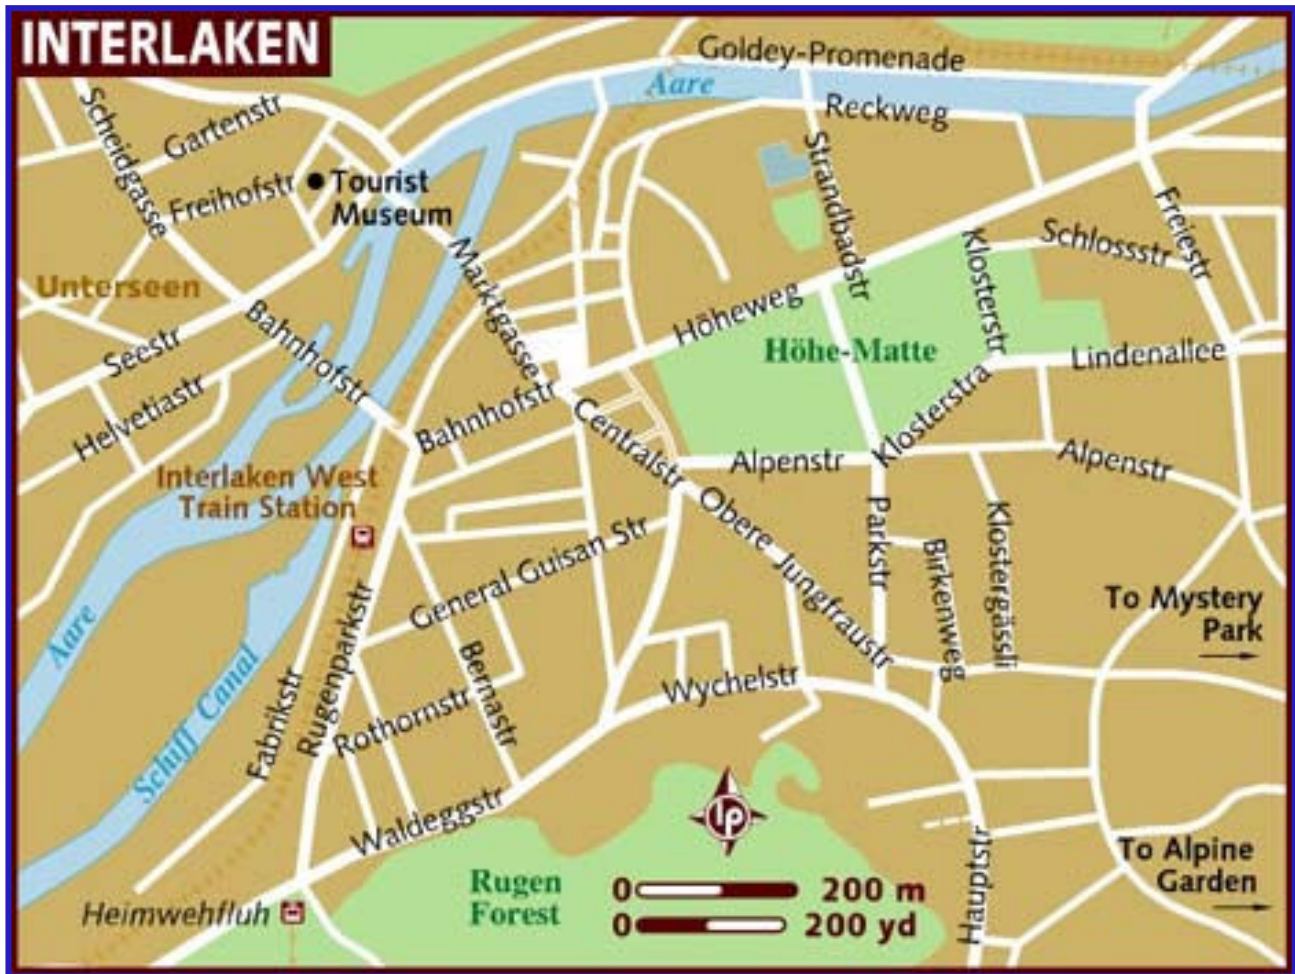 INTERLAKEN
Goldey-Promenade
Aare
Reckweg
Scheidgasse
Gartenstr
Freihofstr
Tourist
Museum
Strandbadstr
Freiestr
Schlossstr
Klosterstr
Marktgasse
Unterseen
Bahnhofstr
Höheweg
Seestr
Höhe-Matte
Lindenallee
Helvetiastr
Bahnhofstr
Centralstr
Klosterstra
Alpenstr
Alpenstr
Interlaken West
Train Station
Obere Jungfraustr
Parkstr
Klostergässli
Birkenweg
General Guisan Str
To Mystery
Park
Aare
Rugenparkstr
Bernastr
Schiff Canal
Fabrikstr
Rothornstr
Wychelstr
Waldeggstr
lp
Hauptstr
To Alpine
Garden
Rugen
Forest
0 200 m
0 200 yd
Heimwehfluh